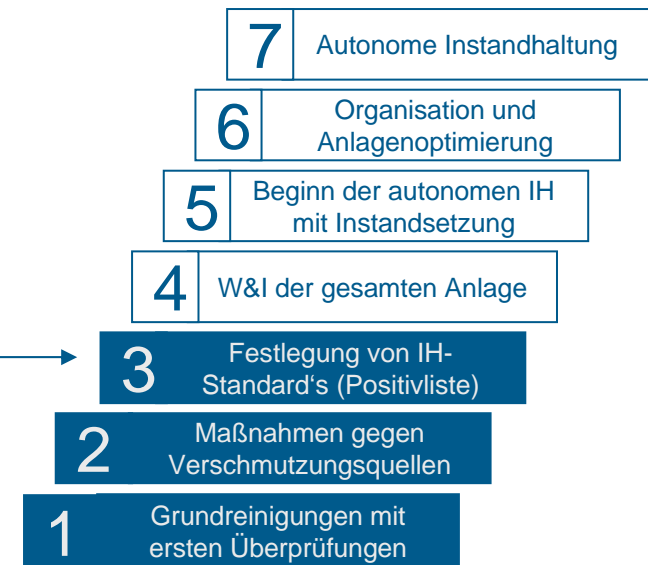 7 Autonome Instandhaltung
6 Organisation und
Anlagenoptimierung
5 Beginn der autonomen IH
mit Instandsetzung
4 W&I der gesamten Anlage
3 Festlegung von IH-
Standard‘s (Positivliste)
2 Maßnahmen gegen
Verschmutzungsquellen
1 Grundreinigungen mit
ersten Überprüfungen